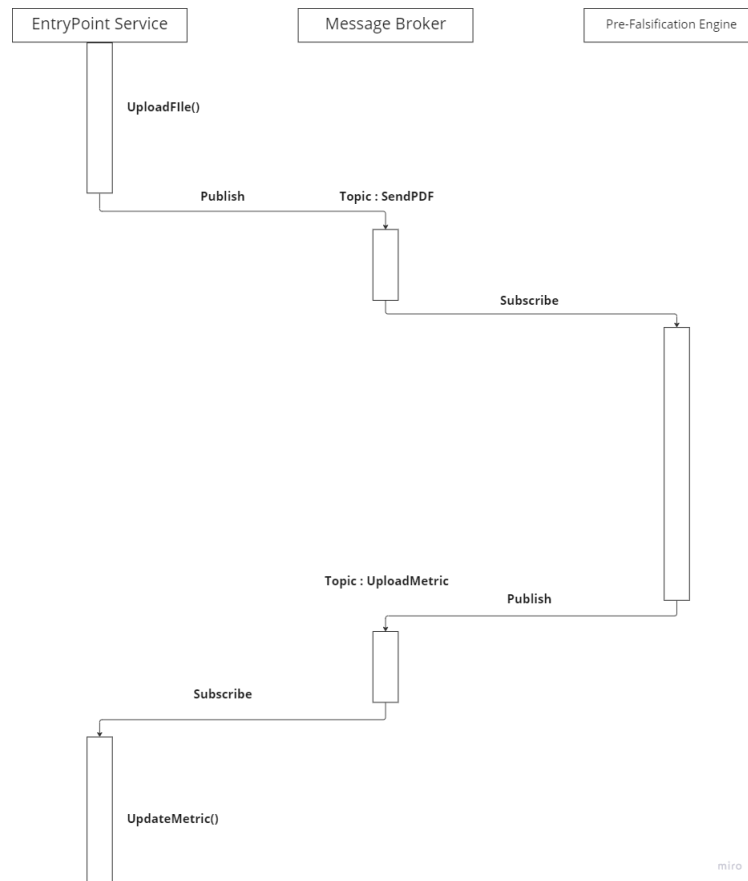 EntryPoint Service
Message Broker
Pre-Falsification Engine
UploadFIle()
Publish
Topic : SendPDF
Subscribe
Topic : UploadMetric
Publish
Subscribe
UpdateMetric()
miro